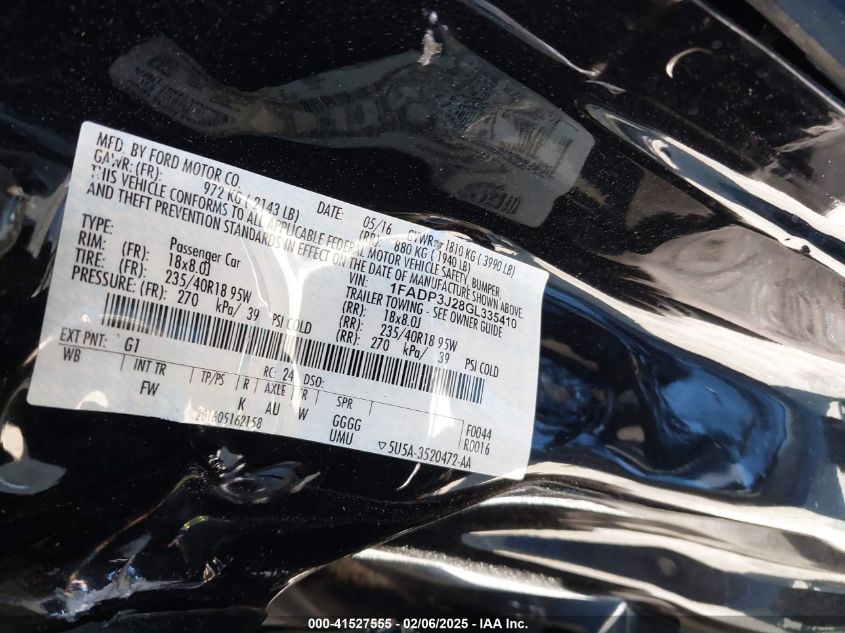 MFD. BY FORD MOTOR CO.
DATE: 05/16 GVWR: 1810 KG ( 3990 LB)
GAWR: (FR): 972 KG ( 2143 LB) (RR): 880 KG ( 1940 LB)
THIS VEHICLE CONFORMS TO ALL APPLICABLE FEDERAL MOTOR VEHICLE SAFETY, BUMPER
AND THEFT PREVENTION STANDARDS IN EFFECT ON THE DATE OF MANUFACTURE SHOWN ABOVE.
VIN: 1FADP3J28GL335410
TYPE: Passenger Car TRAILER TOWING - SEE OWNER GUIDE
RIM: (FR): 18x8.0J (RR): 18x8.0J
TIRE: (FR): 235/40R18 95W (RR): 235/40R18 95W
PRESSURE: (FR): 270 kPa/ 39 PSI COLD (RR): 270 kPa/ 39 PSI COLD
EXT PNT: G1 RC: 24 DSO: F0044
WB INT TR TP/PS R AXLE TR SPR R0016
FW K AU W GGGG
201605162158 UMU ▽5U5A-3520472-AA
000-41527555 - 02/06/2025 - IAA Inc.